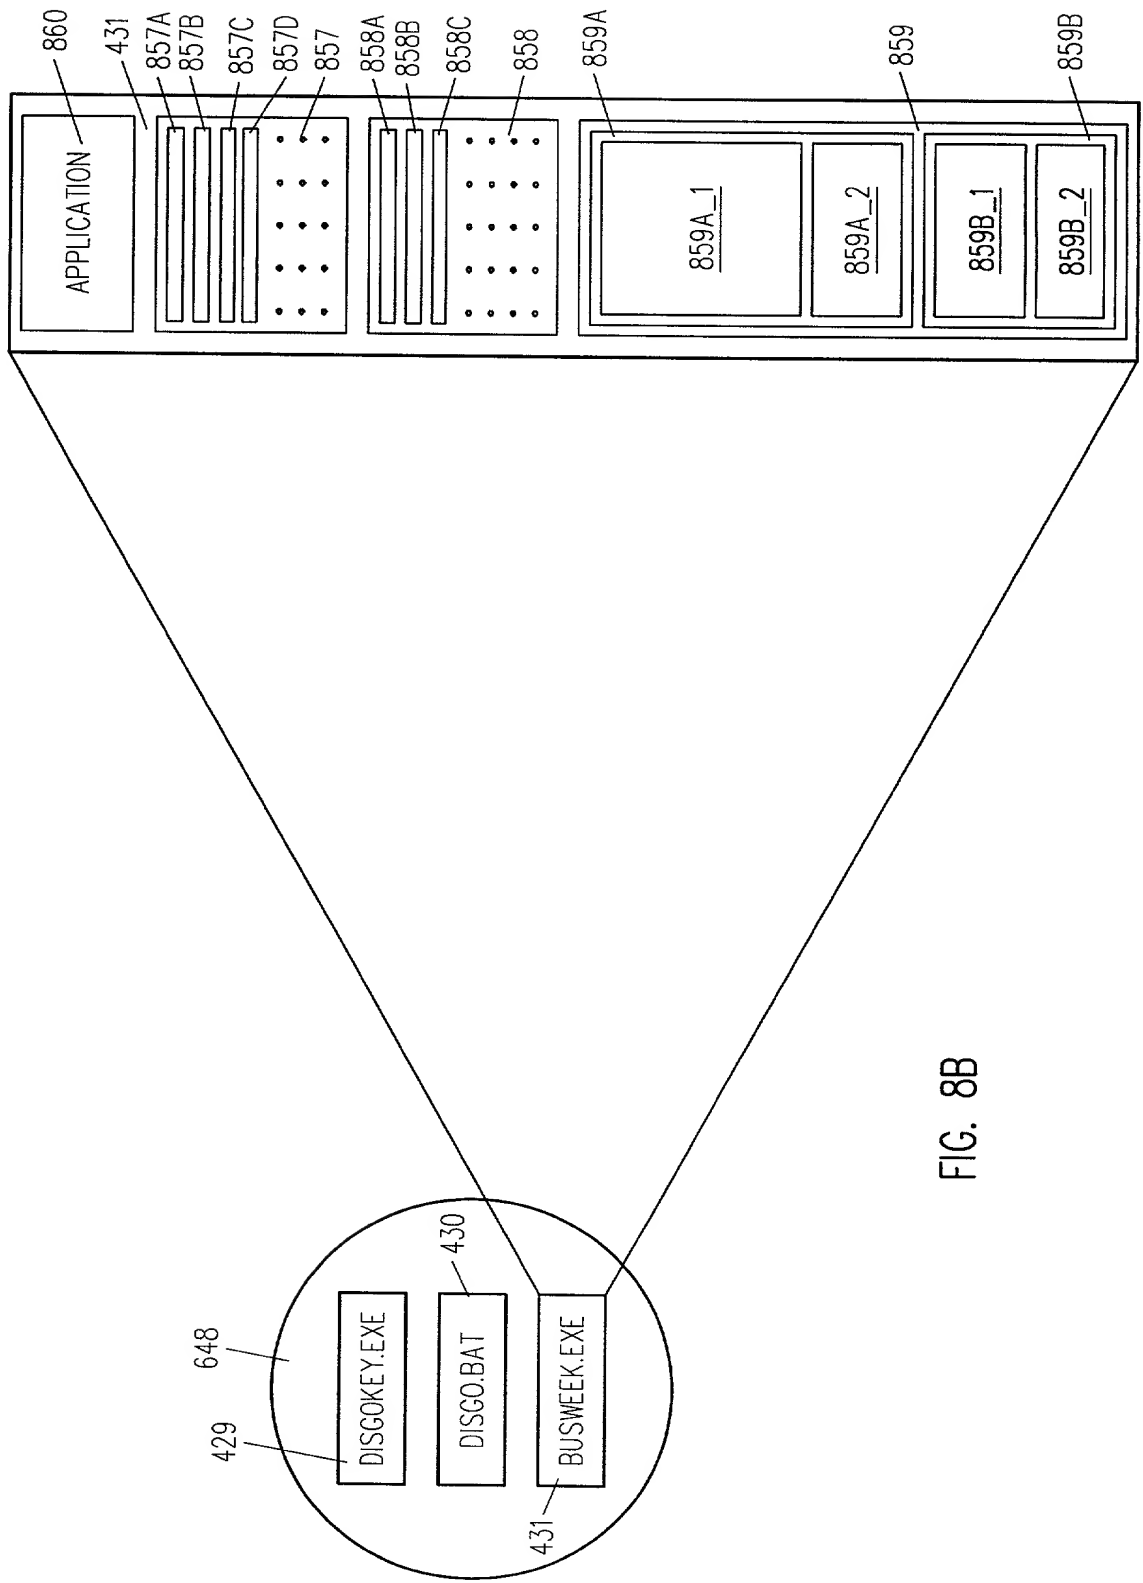 648
429
DISGOKEY.EXE
430
DISGO.BAT
431
BUSWEEK.EXE
860
APPLICATION
431
857A
857B
857C
857D
857
858A
858B
858C
858
859A
859A_1
859A_2
859
859B_1
859B_2
859B
FIG. 8B